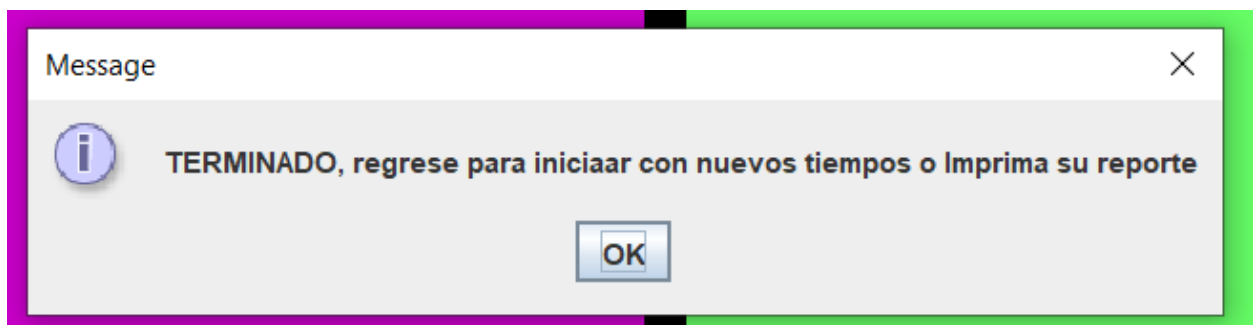 Message
TERMINADO, regrese para iniciaar con nuevos tiempos o Imprima su reporte
OK